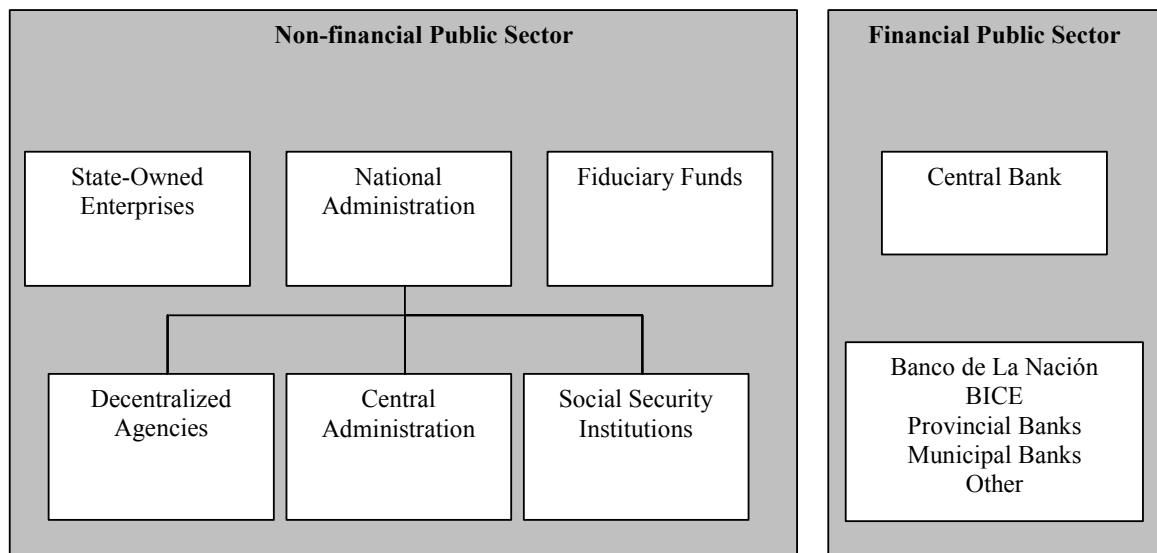 Non-financial Public Sector
State-Owned
Enterprises
National
Administration
Fiduciary Funds
Decentralized
Agencies
Central
Administration
Social Security
Institutions
Financial Public Sector
Central Bank
Banco de La Nación
BICE
Provincial Banks
Municipal Banks
Other